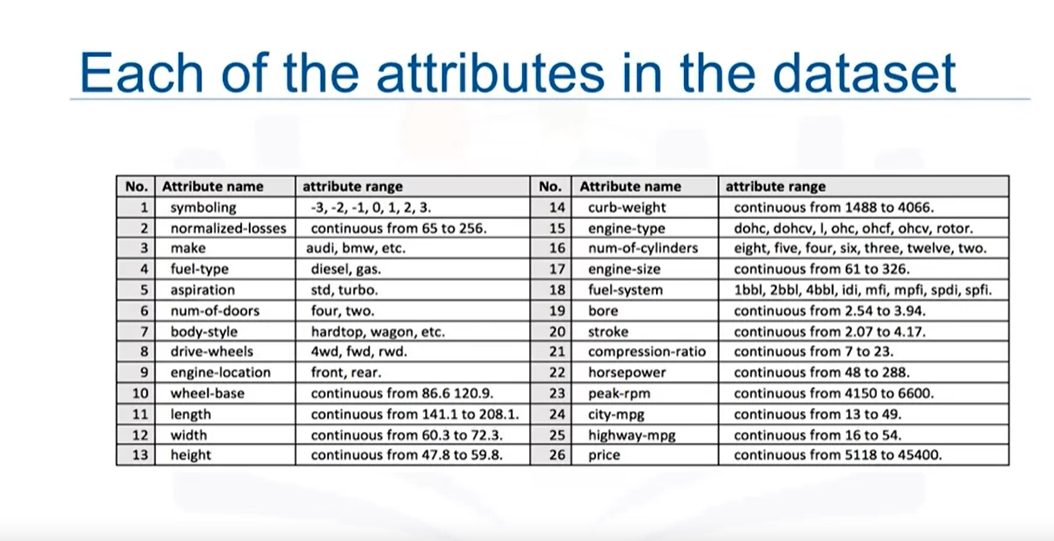 Each of the attributes in the dataset
No. Attribute name attribute range No. Attribute name attribute range
1 symboling -3, -2, -1, 0, 1, 2, 3. 14 curb-weight continuous from 1488 to 4066.
2 normalized-losses continuous from 65 to 256. 15 engine-type dohc, dohcv, l, ohc, ohcf, ohcv, rotor.
3 make audi, bmw, etc. 16 num-of-cylinders eight, five, four, six, three, twelve, two.
4 fuel-type diesel, gas. 17 engine-size continuous from 61 to 326.
5 aspiration std, turbo. 18 fuel-system 1bbl, 2bbl, 4bbl, idi, mfi, mpfi, spdi, spfi.
6 num-of-doors four, two. 19 bore continuous from 2.54 to 3.94.
7 body-style hardtop, wagon, etc. 20 stroke continuous from 2.07 to 4.17.
8 drive-wheels 4wd, fwd, rwd. 21 compression-ratio continuous from 7 to 23.
9 engine-location front, rear. 22 horsepower continuous from 48 to 288.
10 wheel-base continuous from 86.6 120.9. 23 peak-rpm continuous from 4150 to 6600.
11 length continuous from 141.1 to 208.1. 24 city-mpg continuous from 13 to 49.
12 width continuous from 60.3 to 72.3. 25 highway-mpg continuous from 16 to 54.
13 height continuous from 47.8 to 59.8. 26 price continuous from 5118 to 45400.